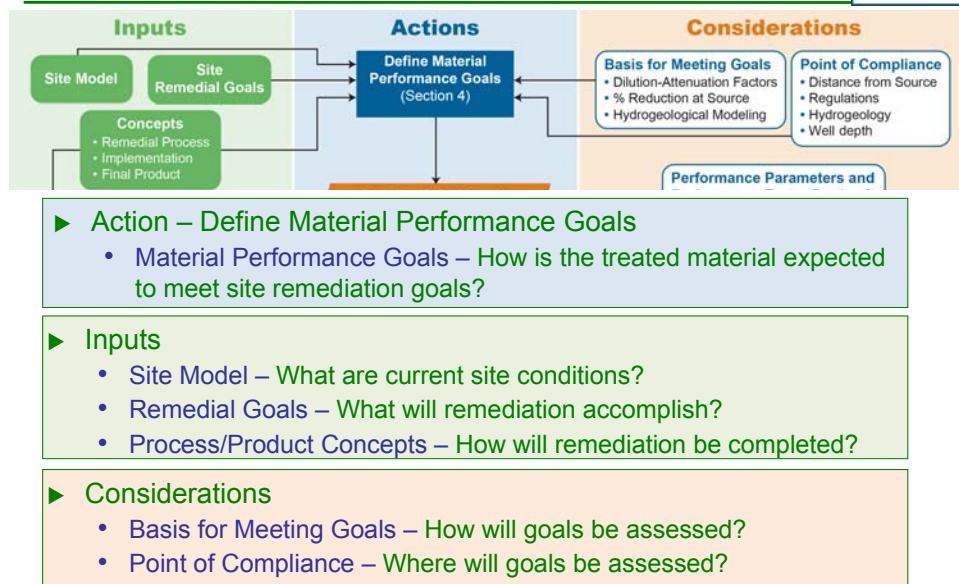 Inputs
Actions
Considerations
Site Model
Site
Remedial Goals
Concepts
• Remedial Process
• Implementation
• Final Product
Define Material
Performance Goals
(Section 4)
Basis for Meeting Goals
• Dilution-Attenuation Factors
• % Reduction at Source
• Hydrogeological Modeling
Point of Compliance
• Distance from Source
• Regulations
• Hydrogeology
• Well depth
Performance Parameters and
▶ Action – Define Material Performance Goals
• Material Performance Goals – How is the treated material expected
to meet site remediation goals?
▶ Inputs
• Site Model – What are current site conditions?
• Remedial Goals – What will remediation accomplish?
• Process/Product Concepts – How will remediation be completed?
▶ Considerations
• Basis for Meeting Goals – How will goals be assessed?
• Point of Compliance – Where will goals be assessed?